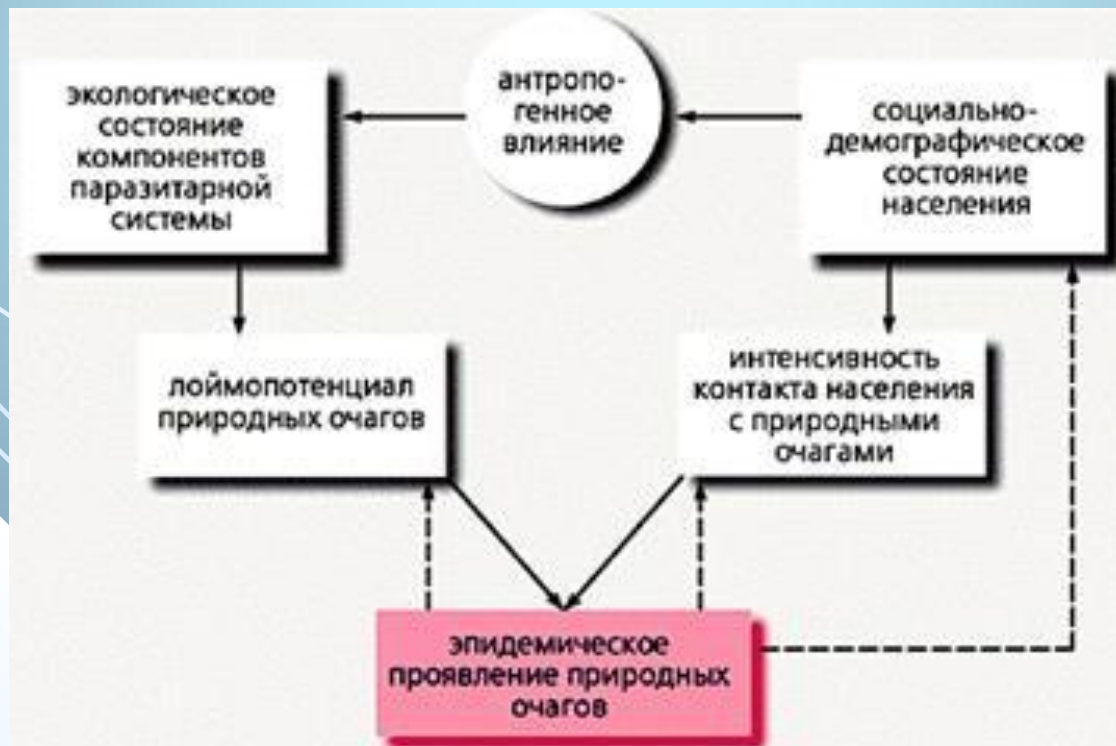 антропо-
генное
влияние
экологическое
состояние
компонентов
паразитарной
системы
социально-
демографическое
состояние
населения
лоймопотенциал
природных очагов
интенсивность
контакта населения
с природными
очагами
эпидемическое
проявление природных
очагов